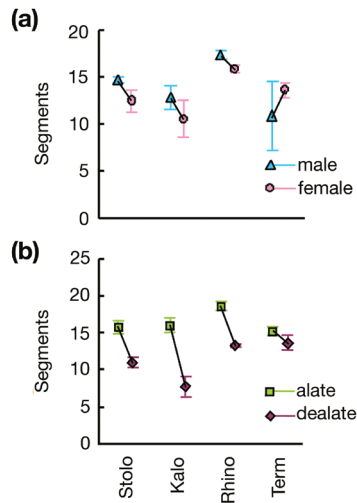 (a)
20
15
10
5
0
Segments
male
female
(b)
25
20
15
10
5
0
Segments
alate
dealate
Stolo
Kalo
Rhino
Term